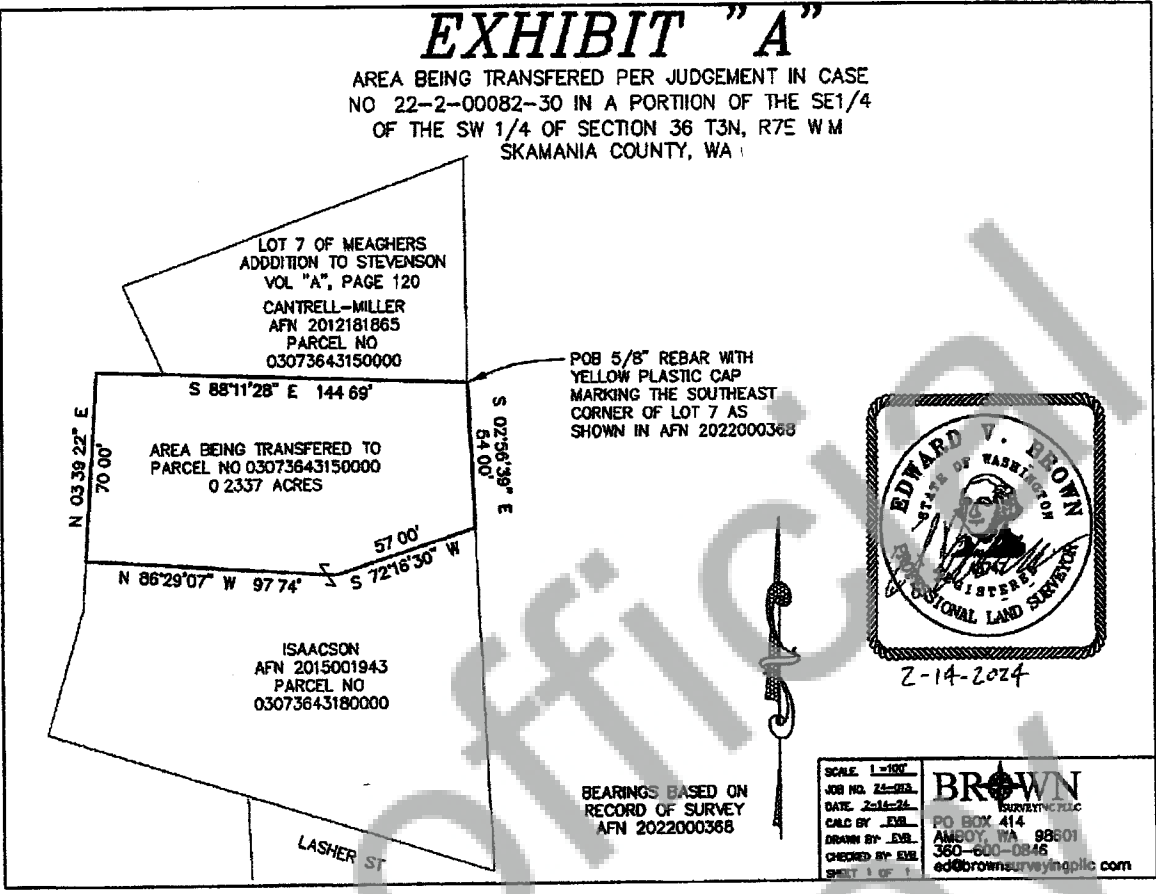 EXHIBIT "A"
AREA BEING TRANSFERED PER JUDGEMENT IN CASE
NO 22-2-00082-30 IN A PORTIION OF THE SE1/4
OF THE SW 1/4 OF SECTION 36 T3N, R7E W M
SKAMANIA COUNTY, WA
LOT 7 OF MEAGHERS
ADDDITION TO STEVENSON
VOL "A", PAGE 120
CANTRELL-MILLER
AFN 2012181865
PARCEL NO
03073643150000
S 88°11'28" E 144 69'
POB 5/8" REBAR WITH
YELLOW PLASTIC CAP
MARKING THE SOUTHEAST
CORNER OF LOT 7 AS
SHOWN IN AFN 2022000368
N 03 39 22" E
70 00'
AREA BEING TRANSFERED TO
PARCEL NO 03073643150000
0 2337 ACRES
S 02°56'39" E
54 00'
57 00'
S 72°16'30" W
N 86°29'07" W 97 74'
ISAACSON
AFN 2015001943
PARCEL NO
03073643180000
LASHER ST
EDWARD V. BROWN
STATE OF WASHINGTON
REGISTERED
PROFESSIONAL LAND SURVEYOR
2-14-2024
BEARINGS BASED ON
RECORD OF SURVEY
AFN 2022000368
SCALE 1"=100'
JOB NO. 24-013
DATE. 2-14-24
CALC BY EVB
DRAWN BY EVB
CHECKED BY EVB
SHEET 1 OF 1
BROWN
SURVEYING PLLC
PO BOX 414
AMBOY, WA 98601
360-600-0846
ed@brownsurveyingpllc com
Unofficial